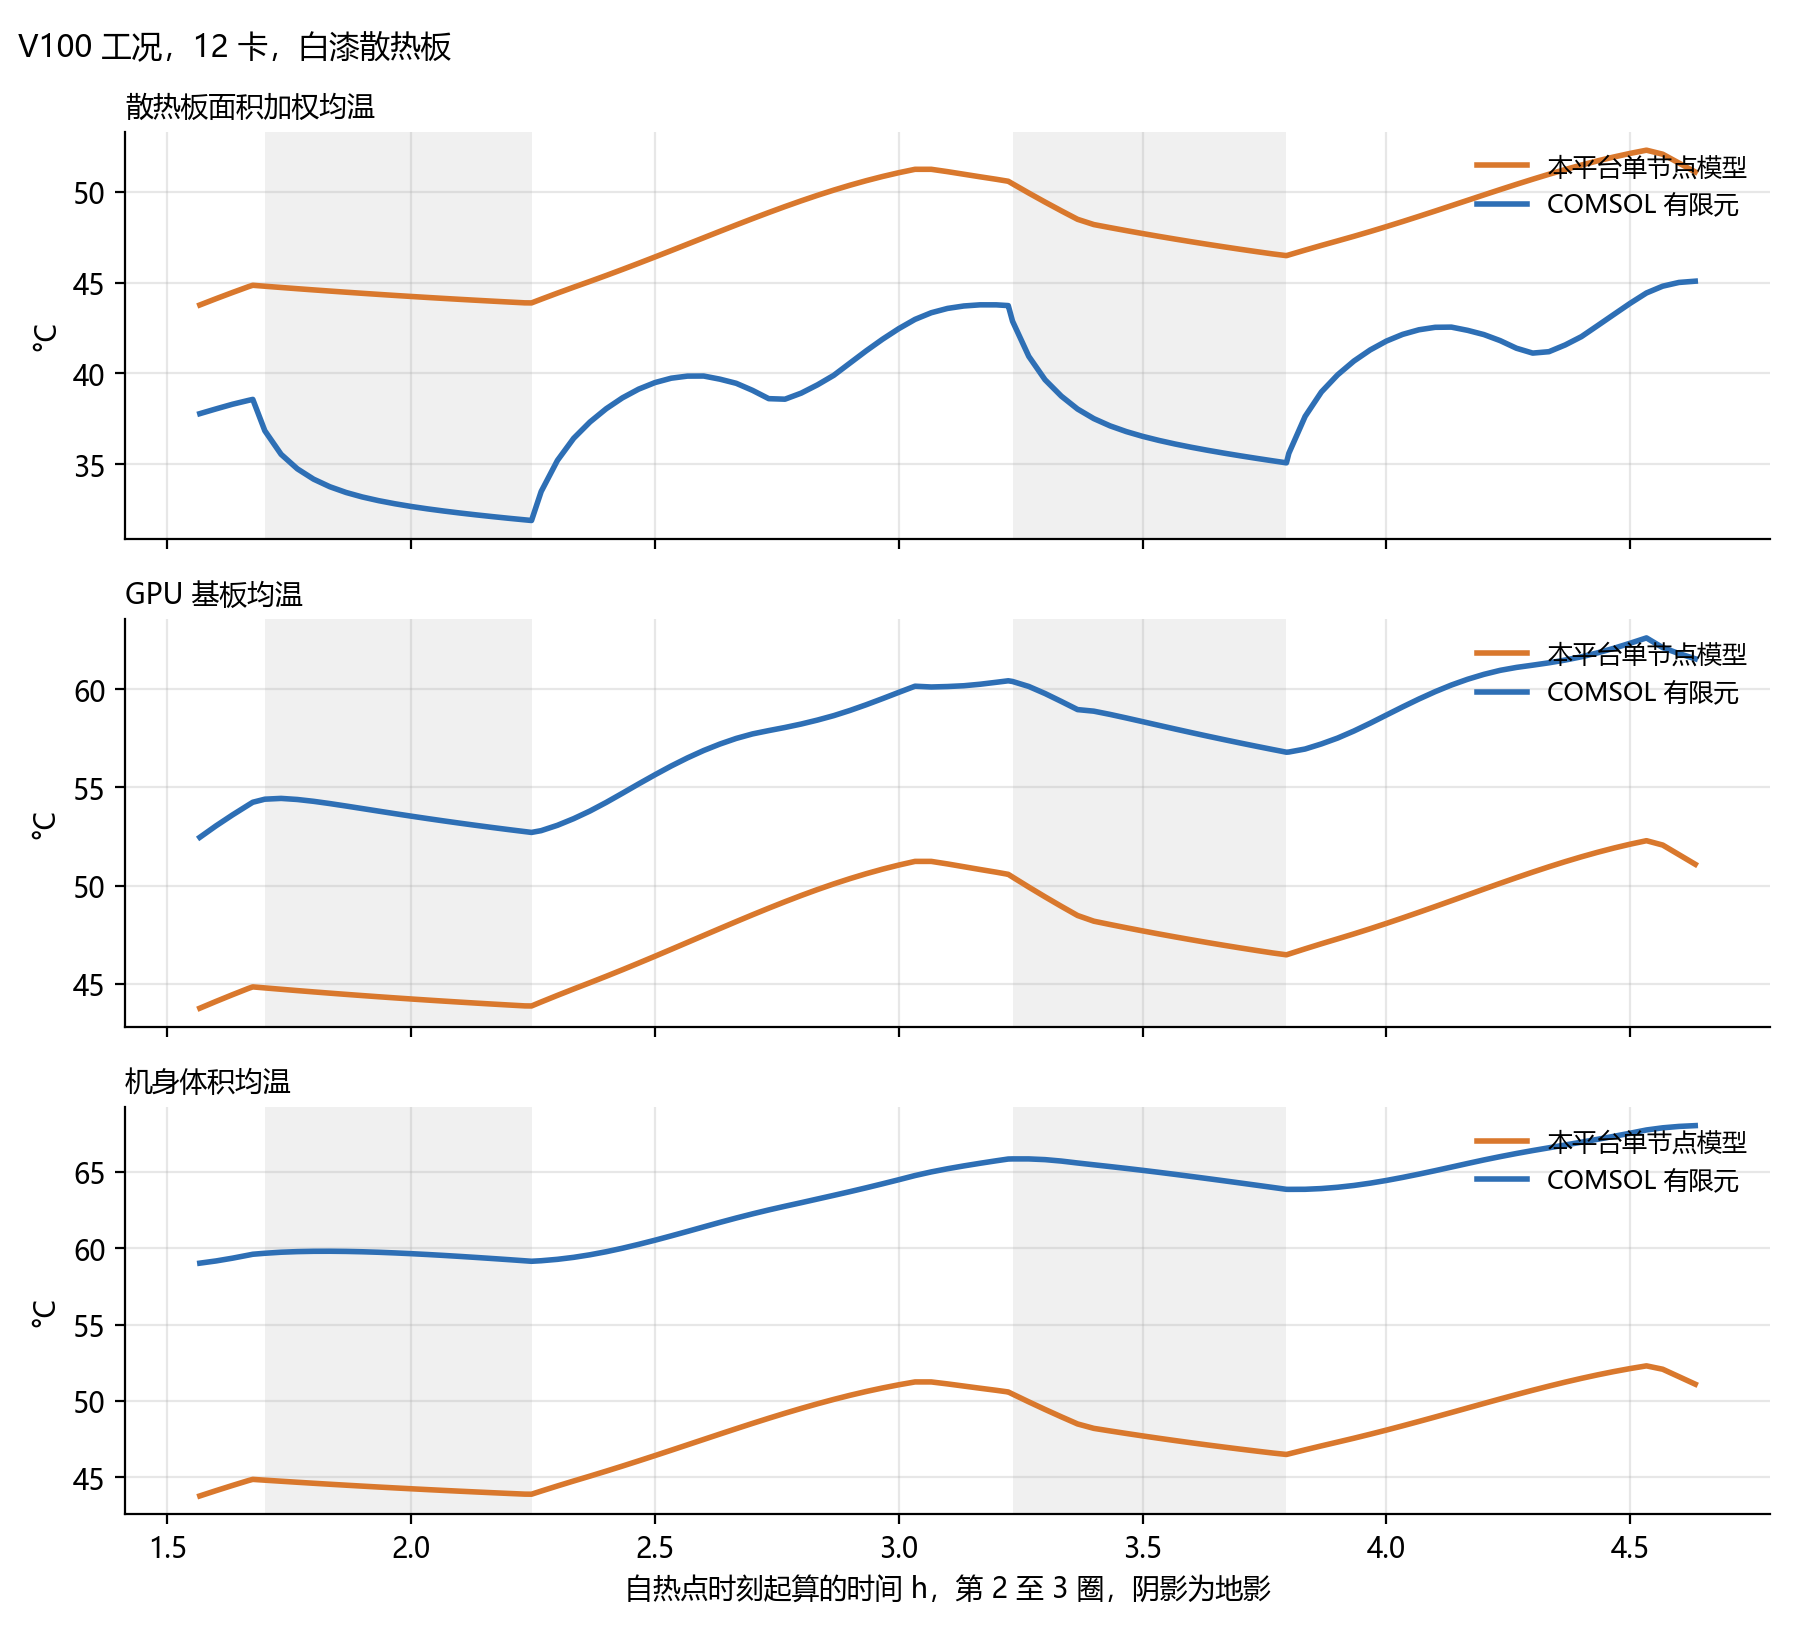 V100 工况，12 卡，白漆散热板
散热板面积加权均温
本平台单节点模型
COMSOL 有限元
50
45
40
35
°C
GPU 基板均温
本平台单节点模型
COMSOL 有限元
60
55
50
45
°C
机身体积均温
本平台单节点模型
COMSOL 有限元
65
60
55
50
45
°C
1.5 2.0 2.5 3.0 3.5 4.0 4.5
自热点时刻起算的时间 h，第 2 至 3 圈，阴影为地影